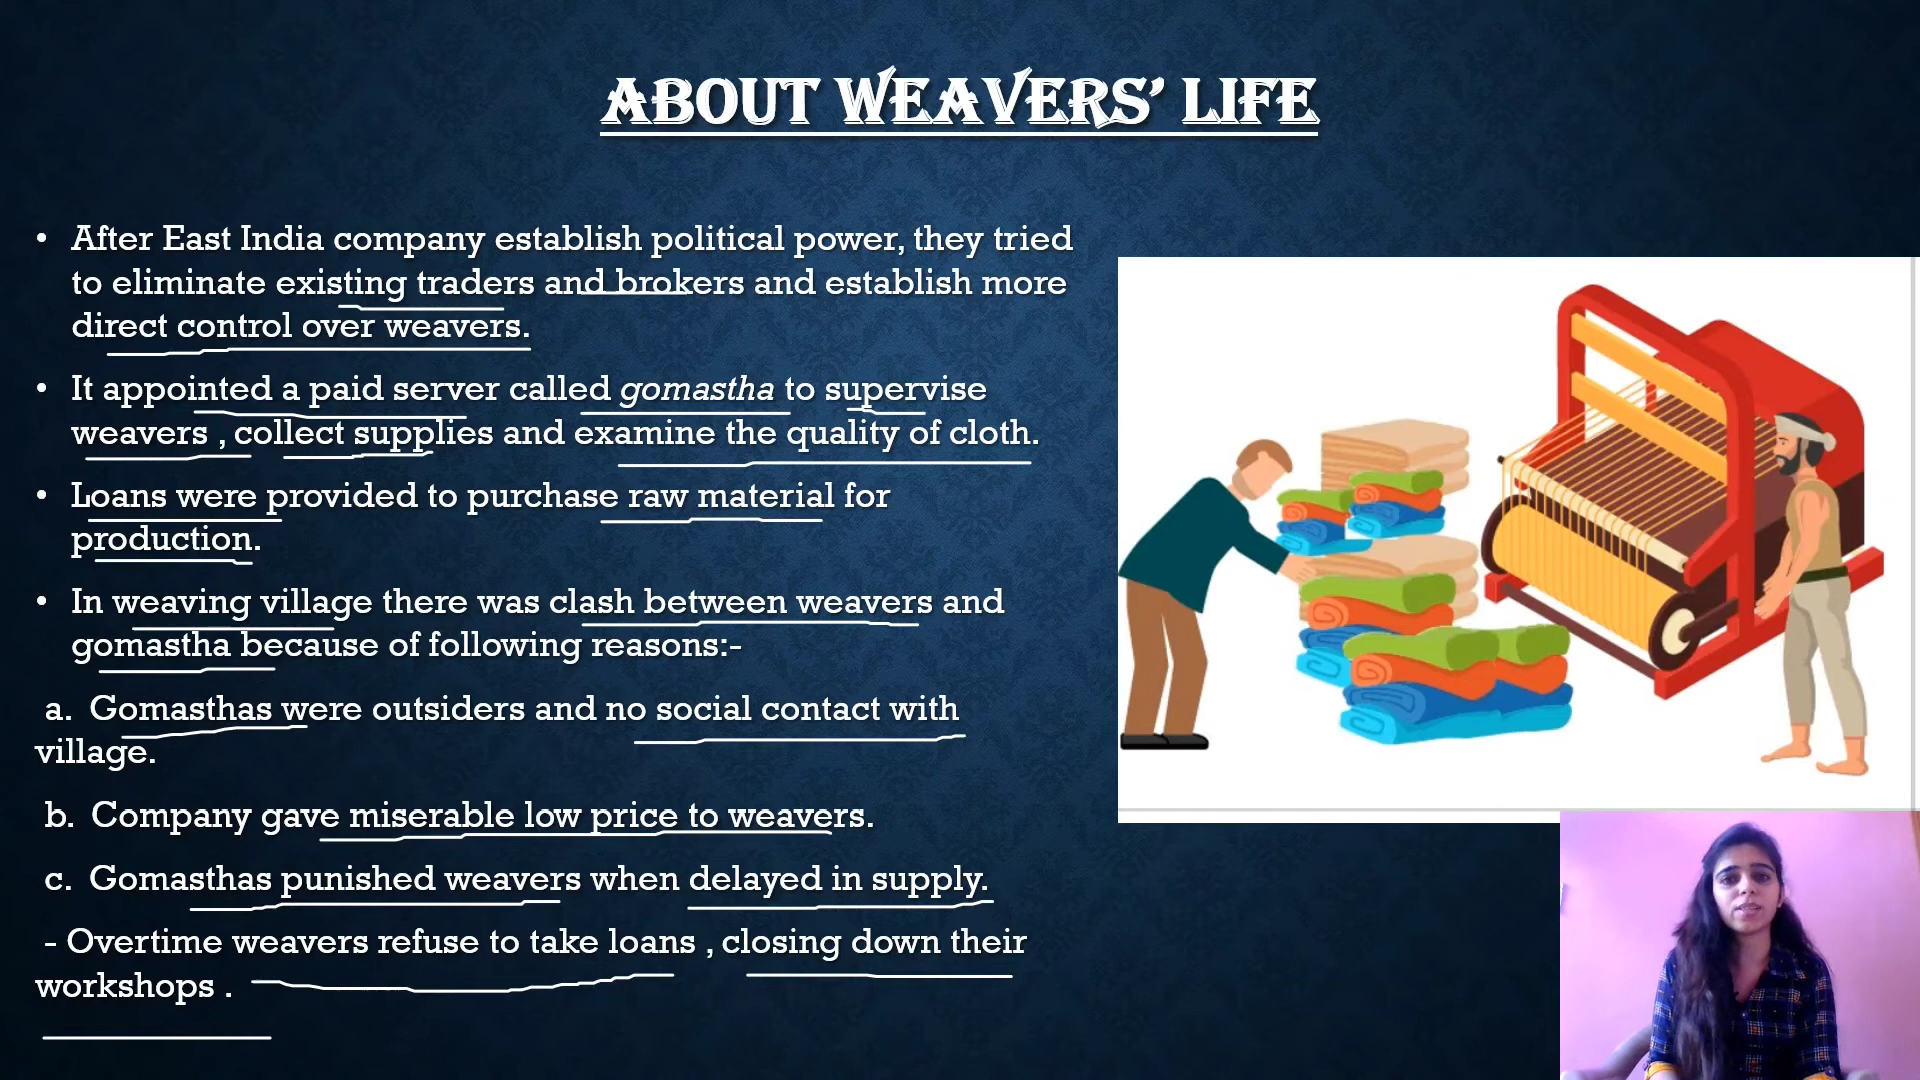 ABOUT WEAVERS’ LIFE
• After East India company establish political power, they tried
to eliminate existing traders and brokers and establish more
direct control over weavers.
• It appointed a paid server called gomastha to supervise
weavers , collect supplies and examine the quality of cloth.
• Loans were provided to purchase raw material for
production.
• In weaving village there was clash between weavers and
gomastha because of following reasons:-
a. Gomasthas were outsiders and no social contact with
village.
b. Company gave miserable low price to weavers.
c. Gomasthas punished weavers when delayed in supply.
- Overtime weavers refuse to take loans , closing down their
workshops .